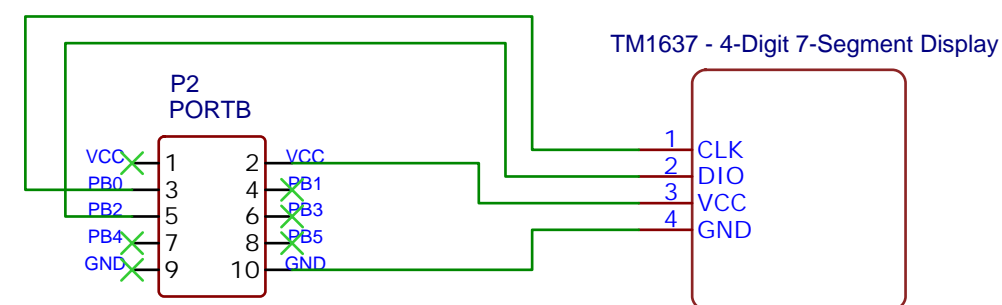 TM1637 - 4-Digit 7-Segment Display
P2
PORTB
VCC 1 2 VCC
PB0 3 4 PB1
PB2 5 6 PB3
PB4 7 8 PB5
GND 9 10 GND
1 CLK
2 DIO
3 VCC
4 GND